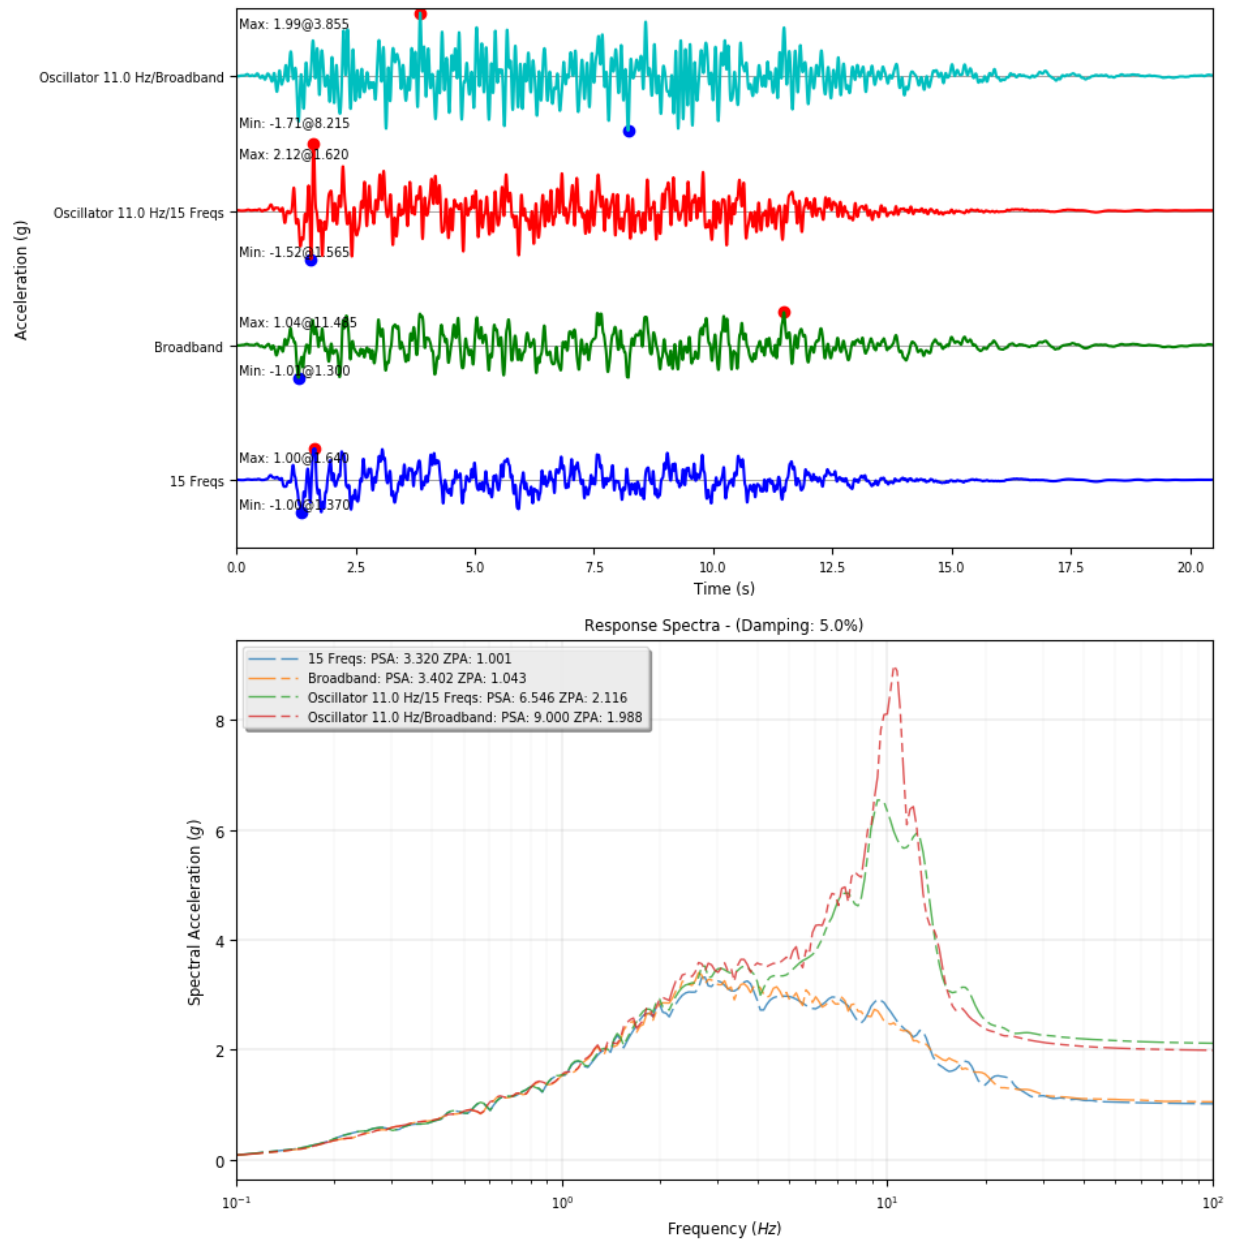 Max: 1.99@3.855
Oscillator 11.0 Hz/Broadband
Min: -1.71@8.215
Max: 2.12@1.620
Oscillator 11.0 Hz/15 Freqs
Min: -1.52@1.565
Acceleration (g)
Max: 1.04@11.485
Broadband
Min: -1.01@1.300
Max: 1.00@1.640
15 Freqs
Min: -1.00@1.370
0.0 2.5 5.0 7.5 10.0 12.5 15.0 17.5 20.0
Time (s)
Response Spectra - (Damping: 5.0%)
15 Freqs: PSA: 3.320 ZPA: 1.001
Broadband: PSA: 3.402 ZPA: 1.043
Oscillator 11.0 Hz/15 Freqs: PSA: 6.546 ZPA: 2.116
Oscillator 11.0 Hz/Broadband: PSA: 9.000 ZPA: 1.988
8
6
4
2
0
Spectral Acceleration (g)
10⁻¹ 10⁰ 10¹ 10²
Frequency (Hz)